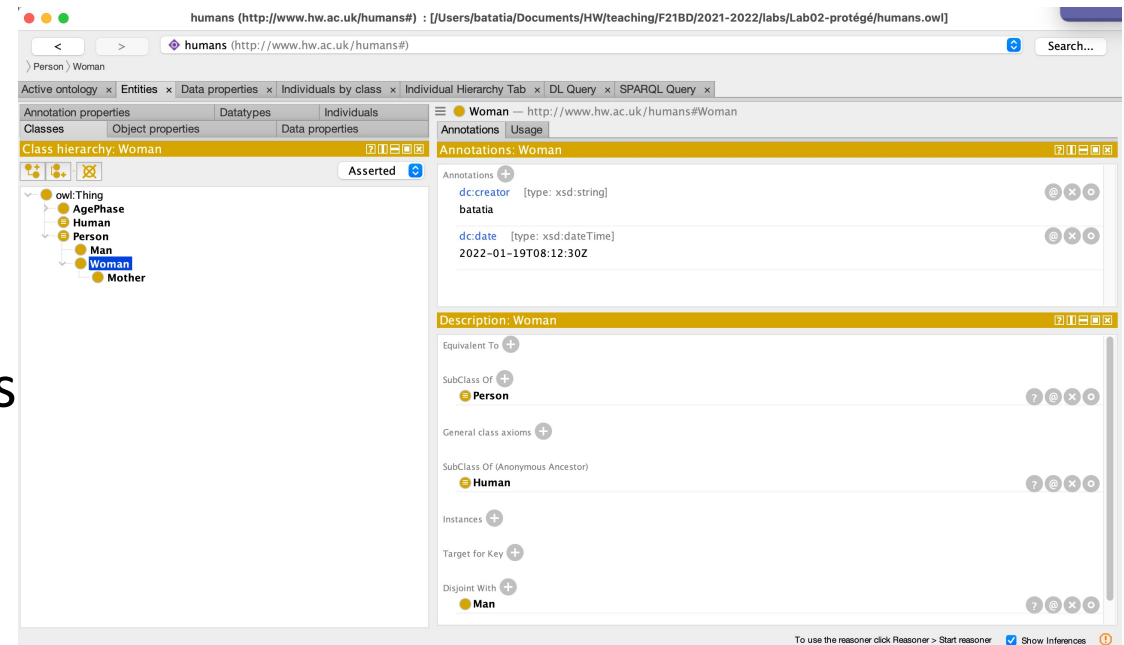 humans (http://www.hw.ac.uk/humans#) : [/Users/batatia/Documents/HW/teaching/F21BD/2021-2022/labs/Lab02-protégé/humans.owl]
< > humans (http://www.hw.ac.uk/humans#) Search...
Person Woman
Active ontology × Entities × Data properties × Individuals by class × Individual Hierarchy Tab × DL Query × SPARQL Query ×
Annotation properties Datatypes Individuals
Classes Object properties Data properties
Class hierarchy: Woman
Asserted
owl:Thing
AgePhase
Human
Person
Man
Woman
Mother
s
Woman — http://www.hw.ac.uk/humans#Woman
Annotations Usage
Annotations: Woman
Annotations
dc:creator [type: xsd:string]
batatia
dc:date [type: xsd:dateTime]
2022-01-19T08:12:30Z
Description: Woman
Equivalent To
SubClass Of
Person
General class axioms
SubClass Of (Anonymous Ancestor)
Human
Instances
Target for Key
Disjoint With
Man
To use the reasoner click Reasoner > Start reasoner Show Inferences